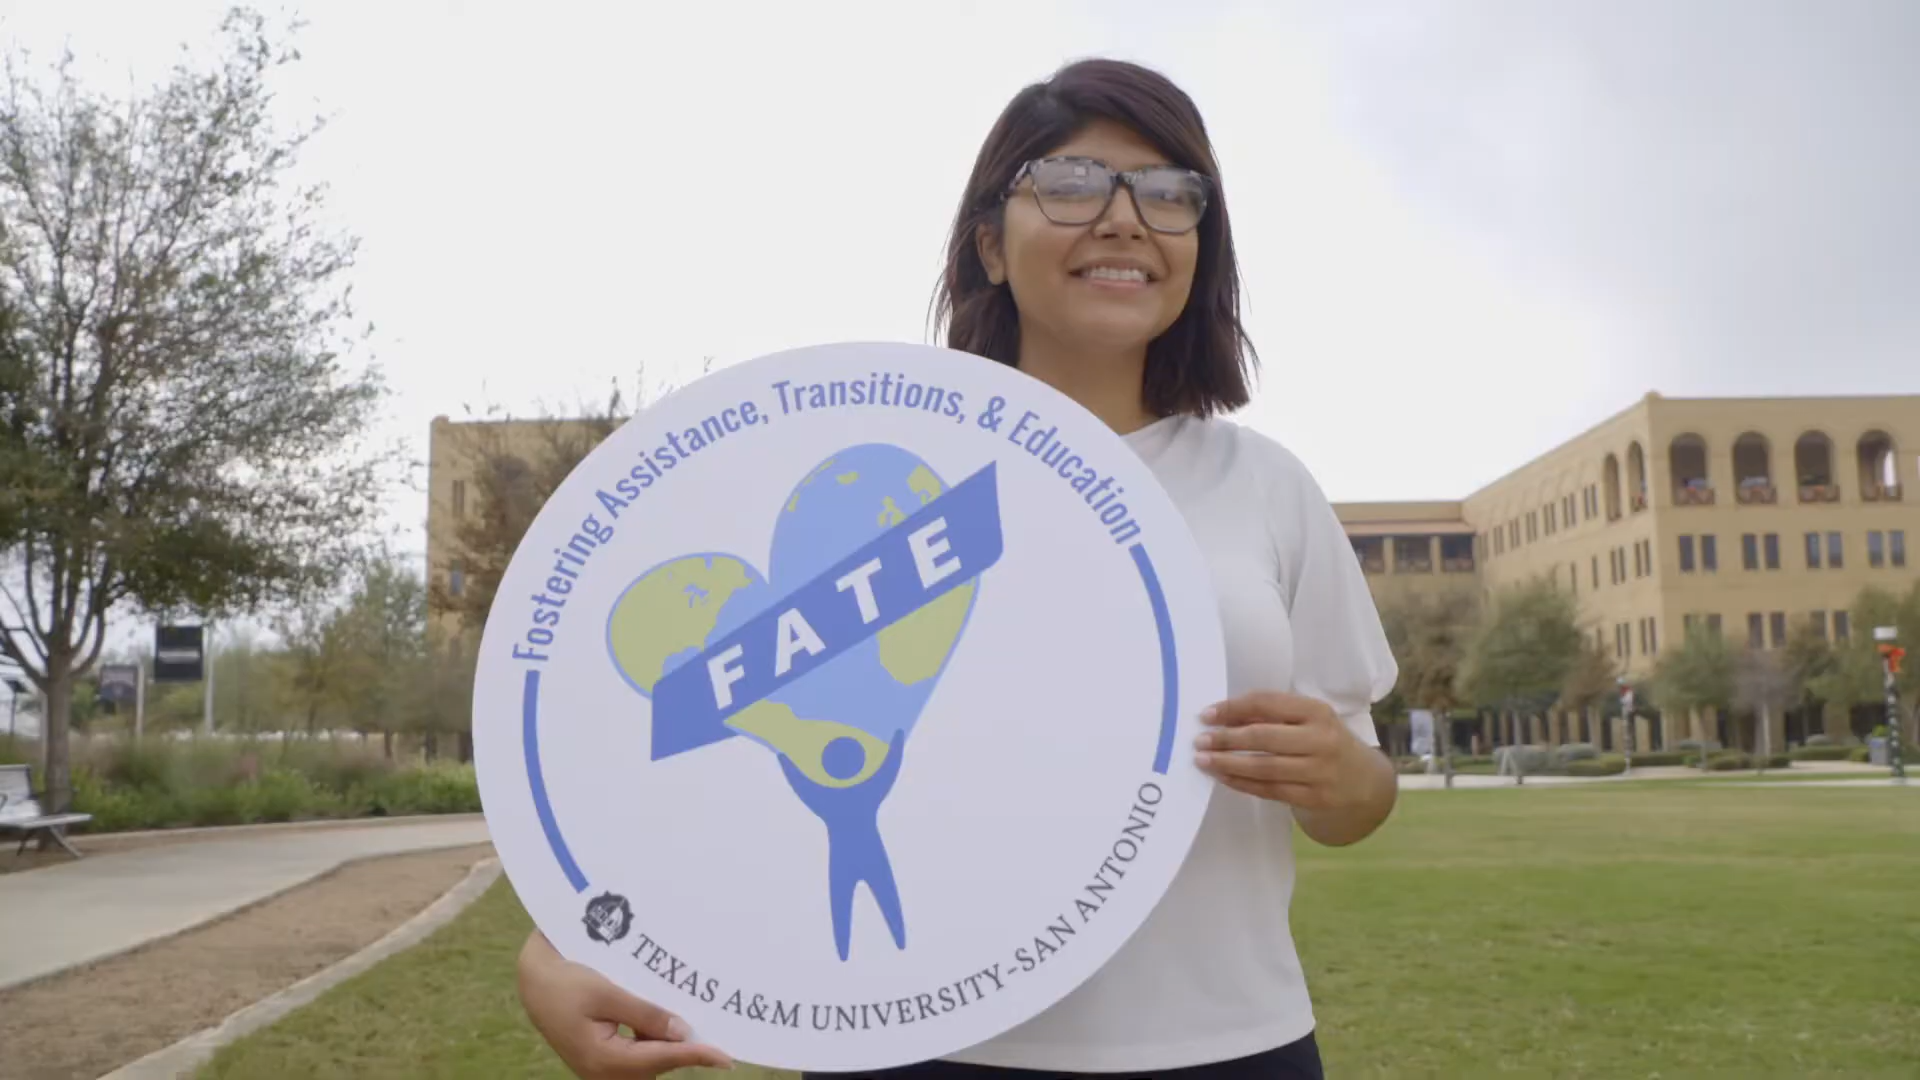 Fostering Assistance, Transitions, & Education
FATE
TEXAS A&M UNIVERSITY-SAN ANTONIO